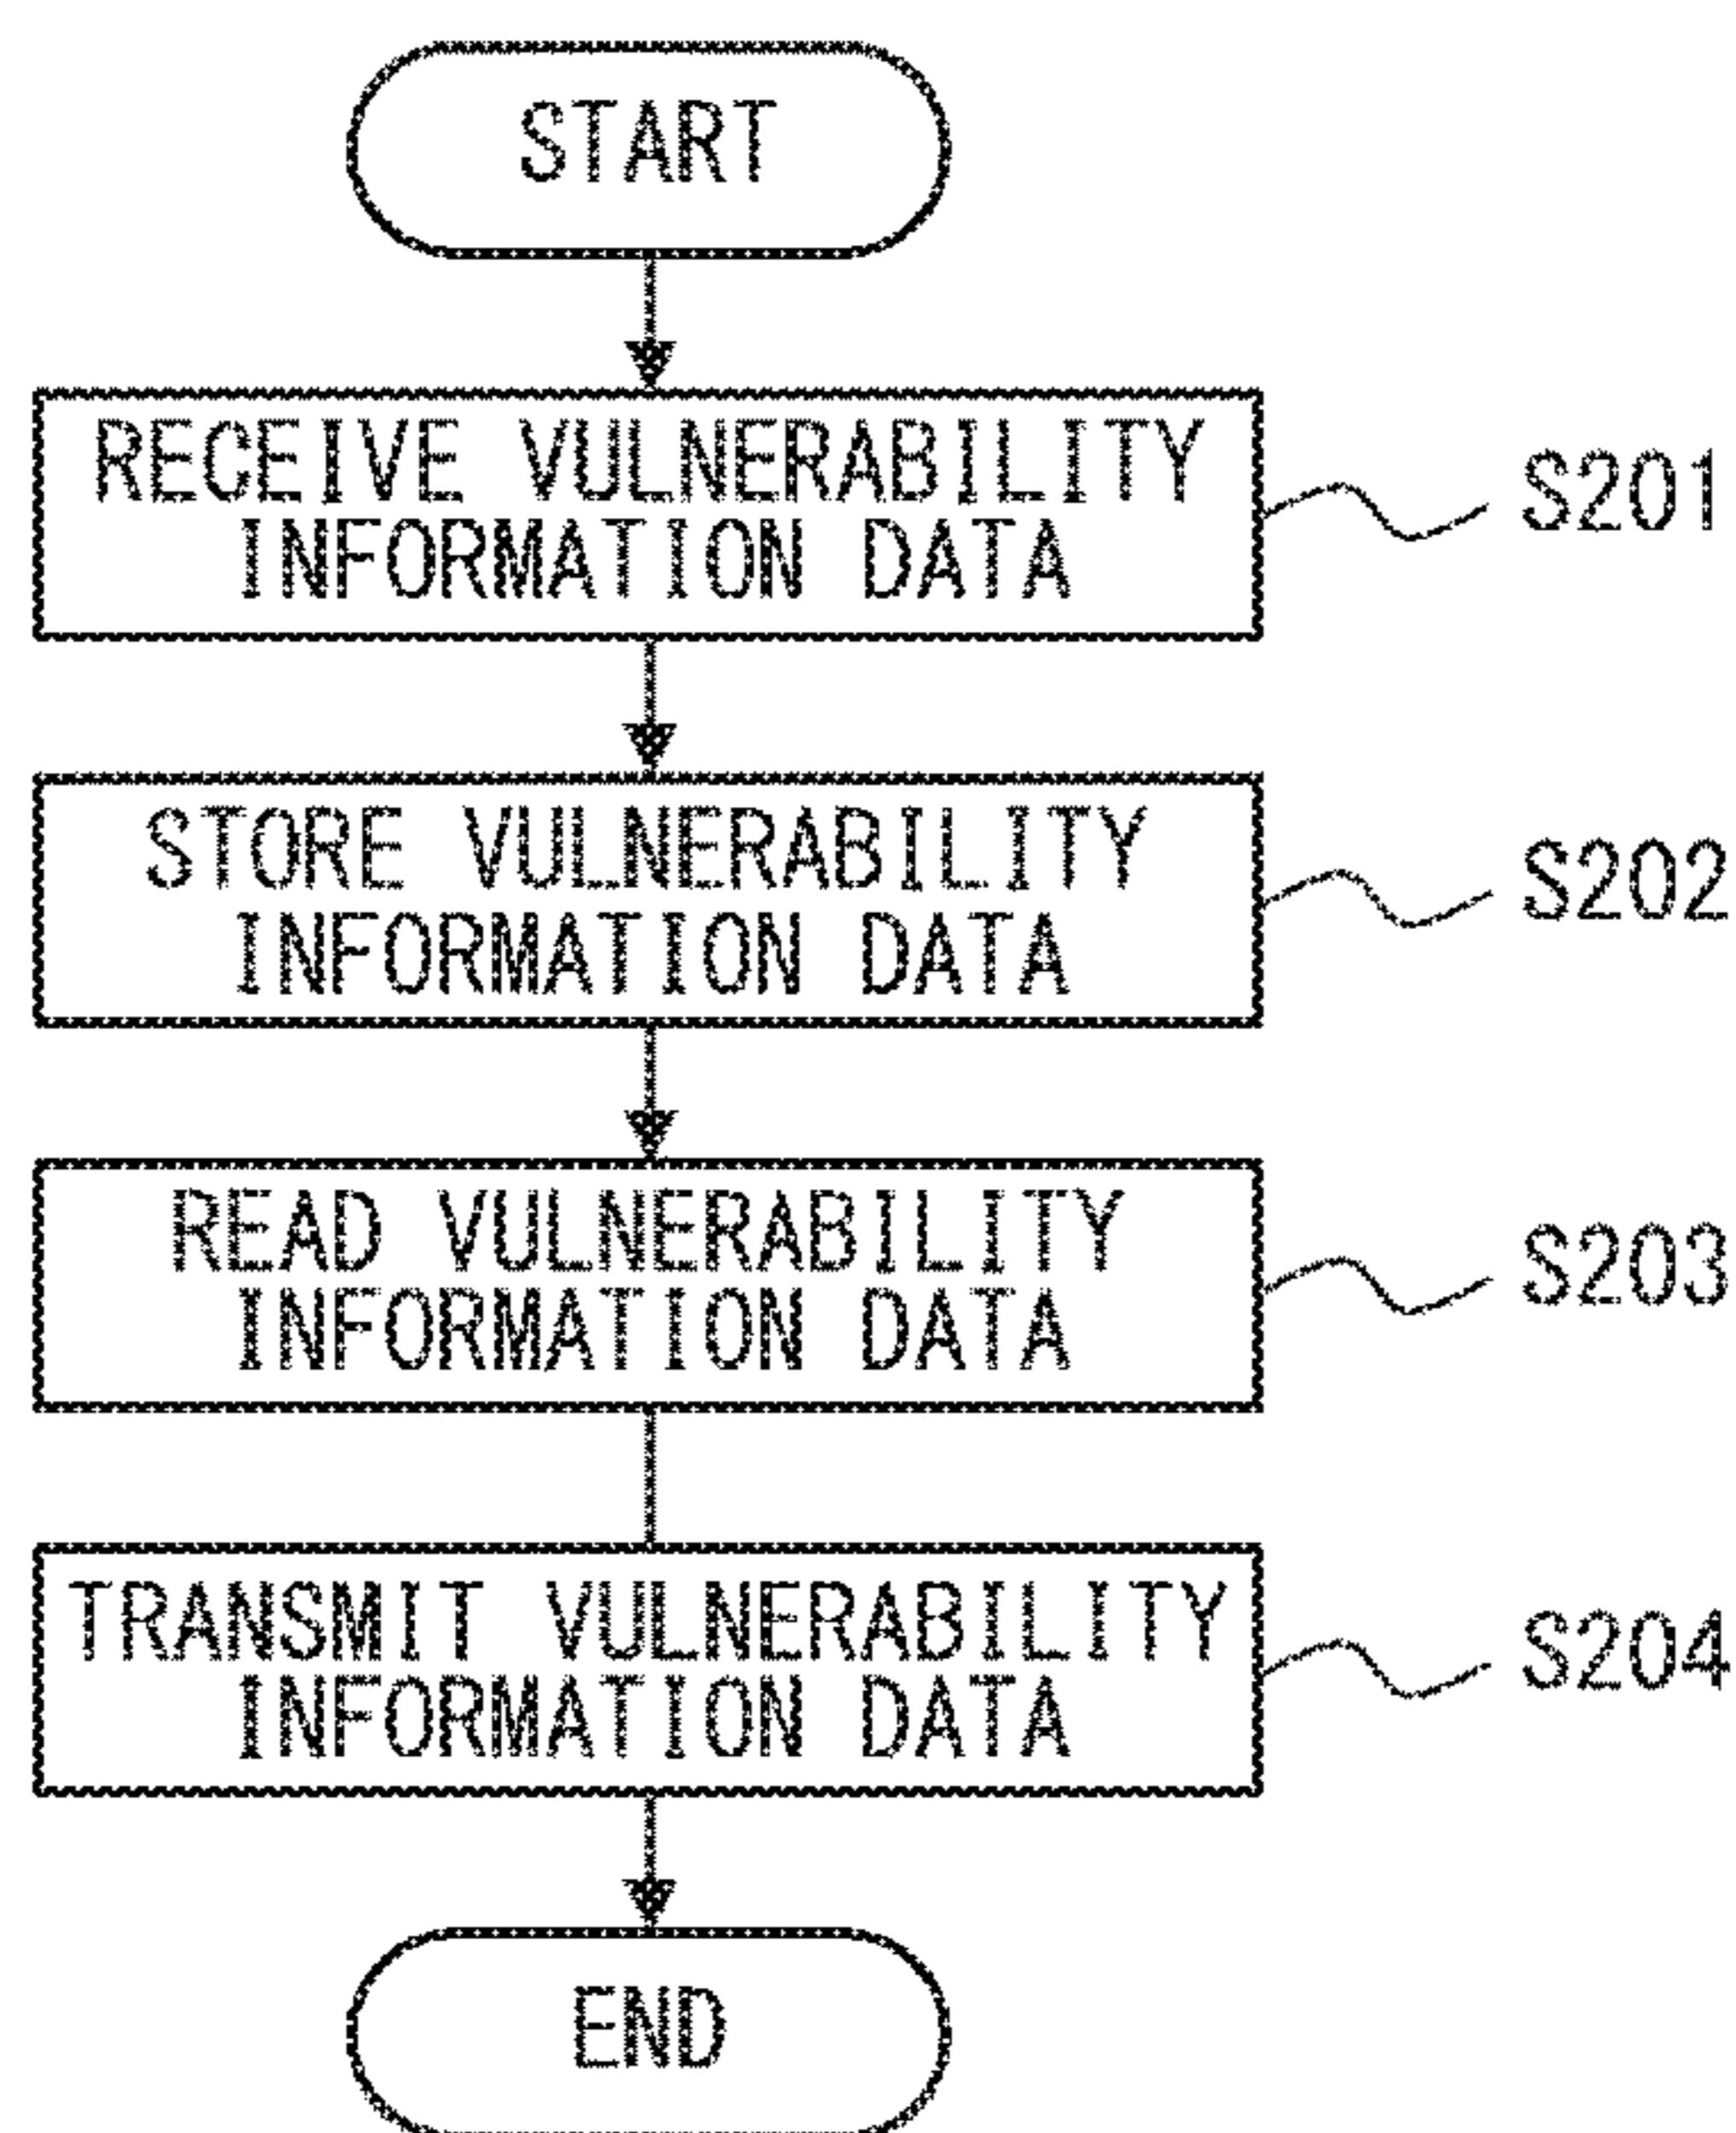 START
RECEIVE VULNERABILITY
INFORMATION DATA
S201
STORE VULNERABILITY
INFORMATION DATA
S202
READ VULNERABILITY
INFORMATION DATA
S203
TRANSMIT VULNERABILITY
INFORMATION DATA
S204
END